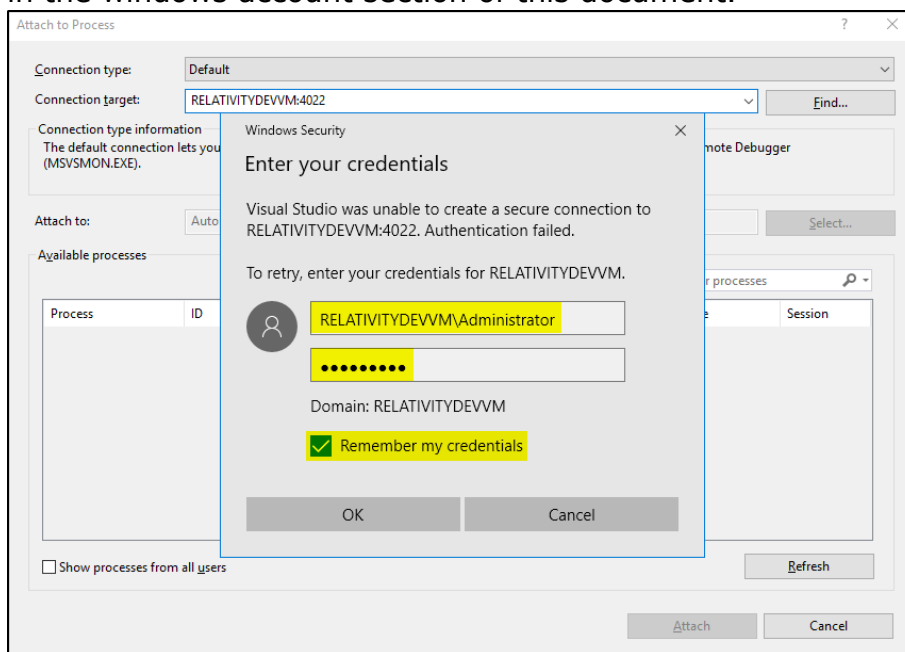 in the windows account section of this document.
Attach to Process ? ×
Connection type: Default
Connection target: RELATIVITYDEVVM:4022 Find...
Connection type information
The default connection lets you mote Debugger
(MSVSMON.EXE).
Windows Security ×
Enter your credentials
Visual Studio was unable to create a secure connection to
RELATIVITYDEVVM:4022. Authentication failed.
To retry, enter your credentials for RELATIVITYDEVVM.
RELATIVITYDEVVM\Administrator
●●●●●●●●●
Domain: RELATIVITYDEVVM
Remember my credentials
OK Cancel
Attach to: Auto Select...
Available processes
r processes
Process ID e Session
Show processes from all users Refresh
Attach Cancel